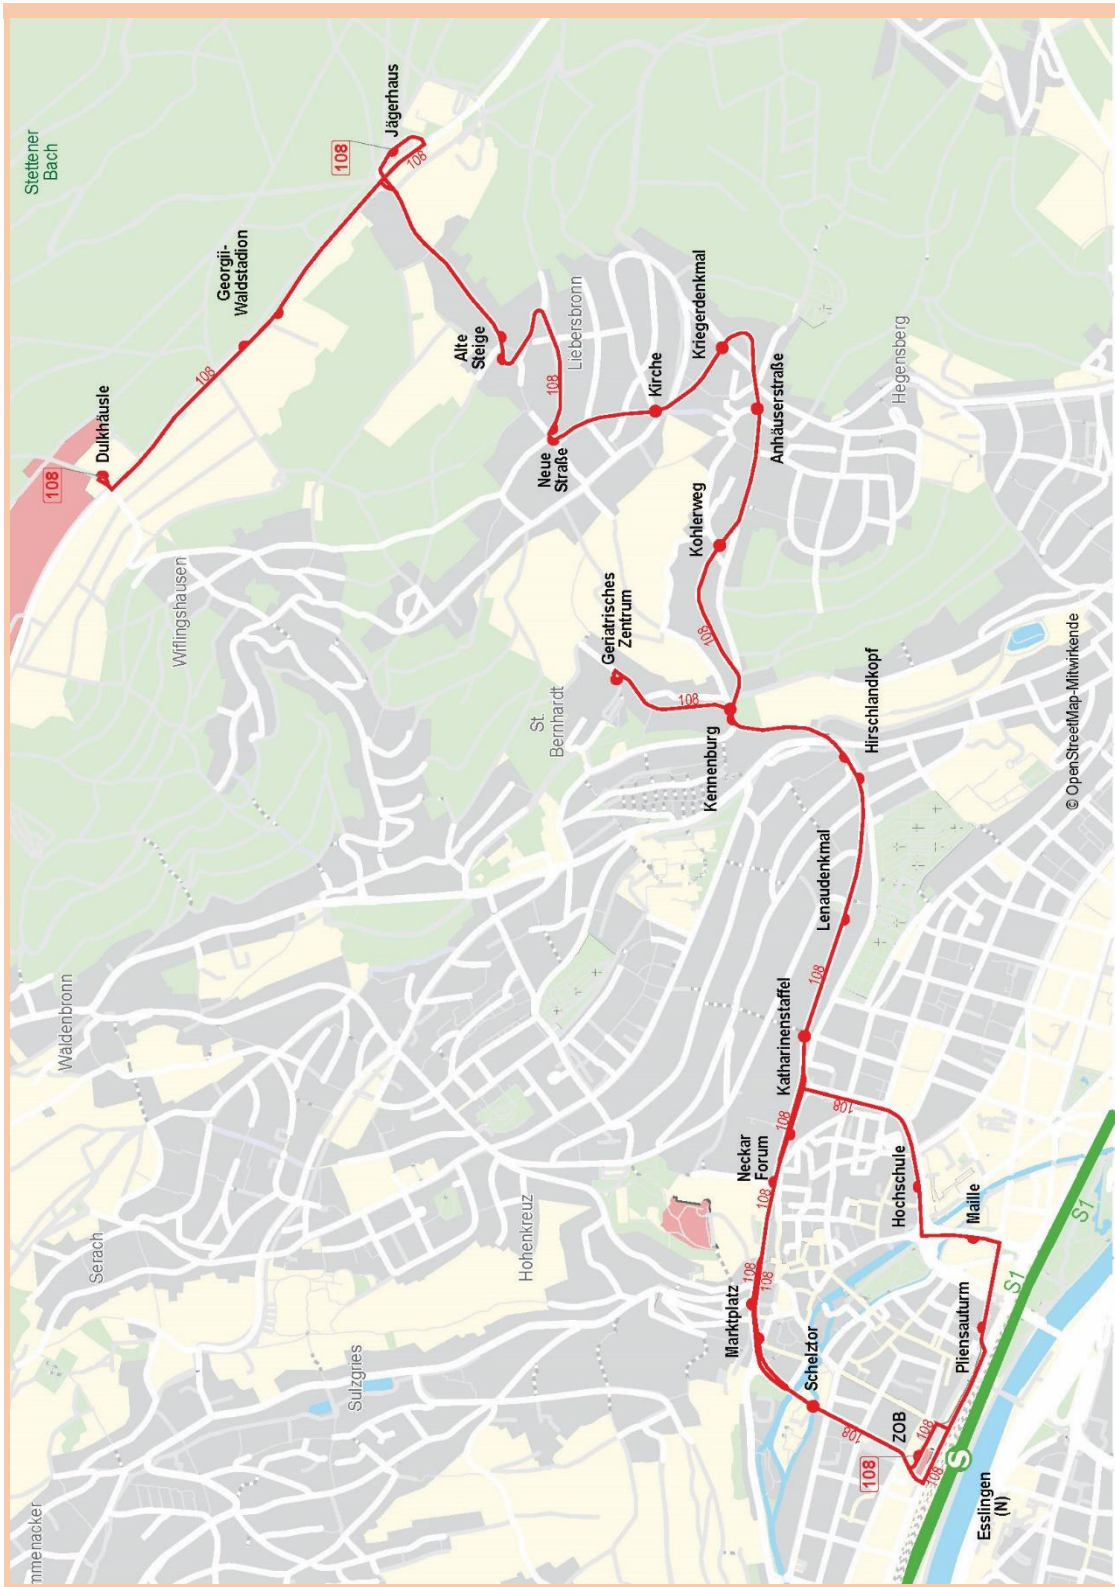 Stettener
Bach
108
Jägerhaus
108
Georgii-
Waldstadion
108
Dulkhäusle
108
Wiflingshausen
Alte
Steige
Liebersbronn
108
Neue
Straße
Kirche
Kriegerdenkmal
Anhäuserstraße
Hegensberg
Kohlerweg
108
Geriatrisches
Zentrum
108
St.
Bernhardt
Kennenburg
Hirschlandkopf
© OpenStreetMap-Mitwirkende
Lenaudenkmal
108
Katharinenstaffel
Waldenbronn
108
108
Neckar
Forum
108
Hochschule
Maille
Hohenkreuz
Serach
108
108
Marktplatz
Schelztor
Sulzgries
108
Pliensauturm
S1
S1
ZOB
108
108
108
S
Esslingen
(N)
mmenacker